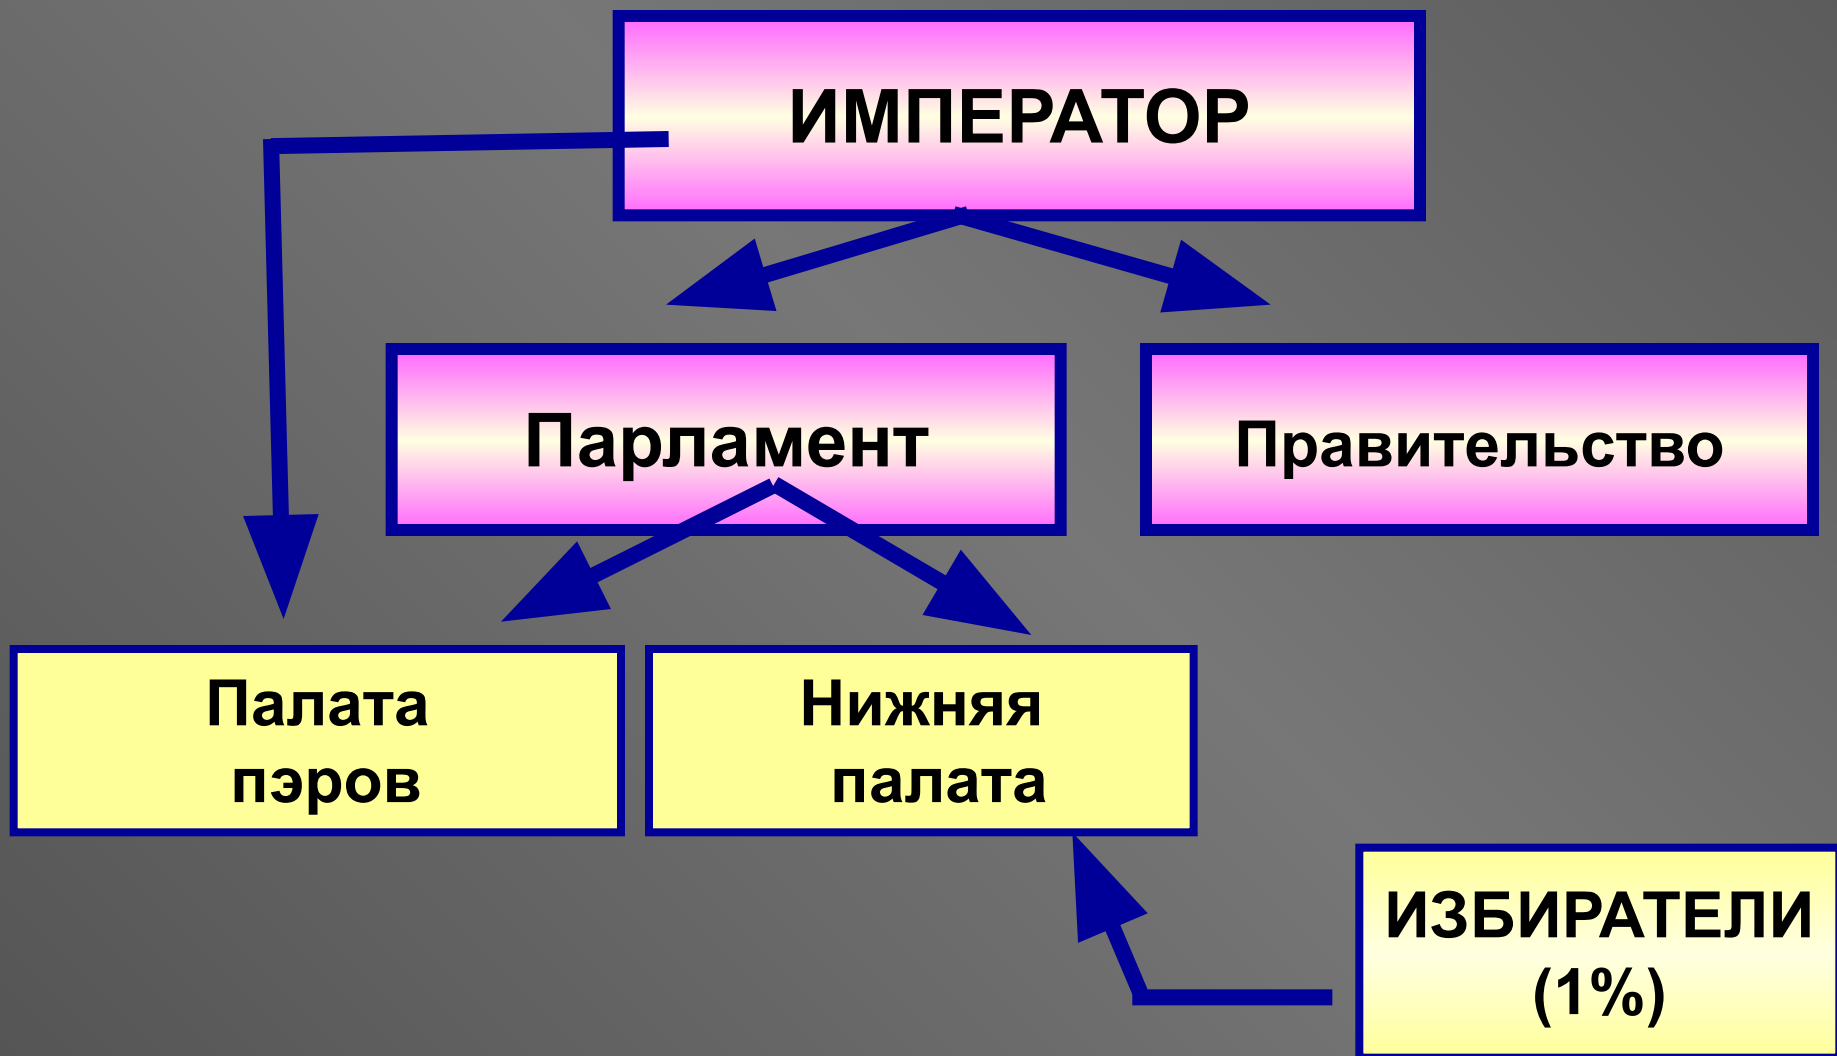 ИМПЕРАТОР
Парламент
Правительство
Палата
пэров
Нижняя
палата
ИЗБИРАТЕЛИ
(1%)